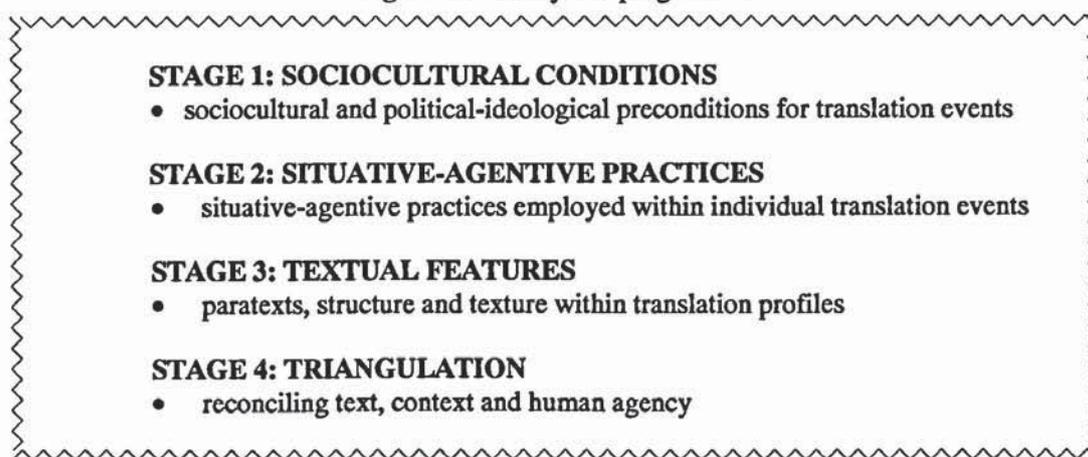 STAGE 1: SOCIOCULTURAL CONDITIONS
• sociocultural and political-ideological preconditions for translation events
STAGE 2: SITUATIVE-AGENTIVE PRACTICES
• situative-agentive practices employed within individual translation events
STAGE 3: TEXTUAL FEATURES
• paratexts, structure and texture within translation profiles
STAGE 4: TRIANGULATION
• reconciling text, context and human agency